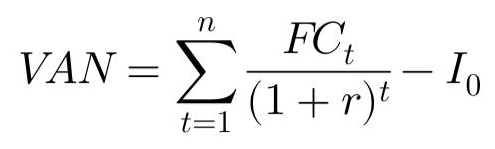 VAN = \sum_{t=1}^{n} \frac{FC_t}{(1 + r)^t} - I_0